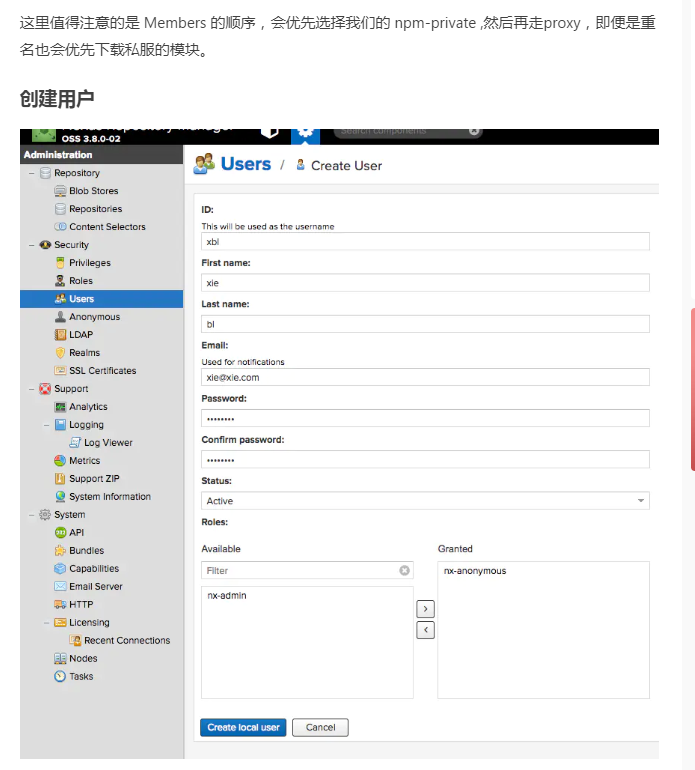 这里值得注意的是 Members 的顺序，会优先选择我们的 npm-private ,然后再走proxy，即便是重
名也会优先下载私服的模块。
创建用户
OSS 3.8.0-02
Search components
Administration
Repository
Blob Stores
Repositories
Content Selectors
Security
Privileges
Roles
Users
Anonymous
LDAP
Realms
SSL Certificates
Support
Analytics
Logging
Log Viewer
Metrics
Support ZIP
System Information
System
API
Bundles
Capabilities
Email Server
HTTP
Licensing
Recent Connections
Nodes
Tasks
Users / Create User
ID:
This will be used as the username
xbl
First name:
xie
Last name:
bl
Email:
Used for notifications
xie@xie.com
Password:
••••••••
Confirm password:
••••••••
Status:
Active
Roles:
Available
Granted
Filter
nx-anonymous
nx-admin
>
<
Create local user
Cancel